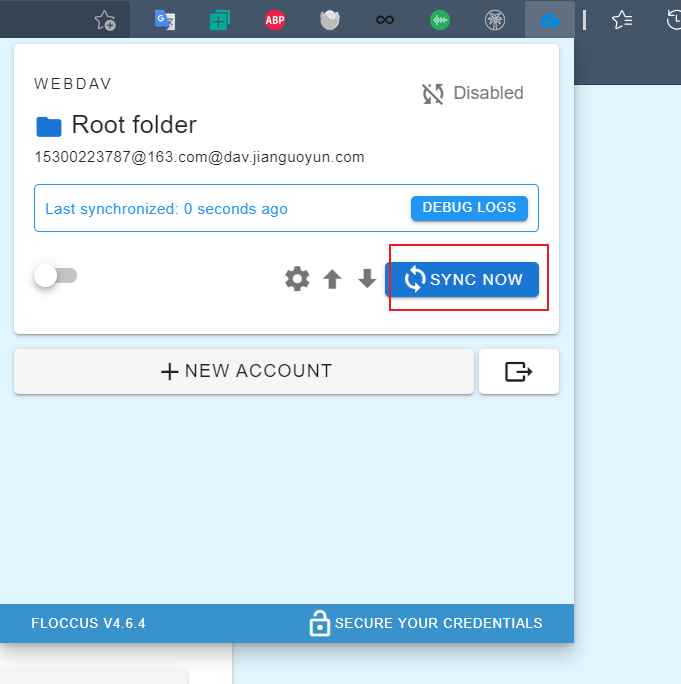 ABP
WEBDAV
Disabled
Root folder
15300223787@163.com@dav.jianguoyun.com
Last synchronized: 0 seconds ago
DEBUG LOGS
SYNC NOW
NEW ACCOUNT
FLOCCUS V4.6.4
SECURE YOUR CREDENTIALS